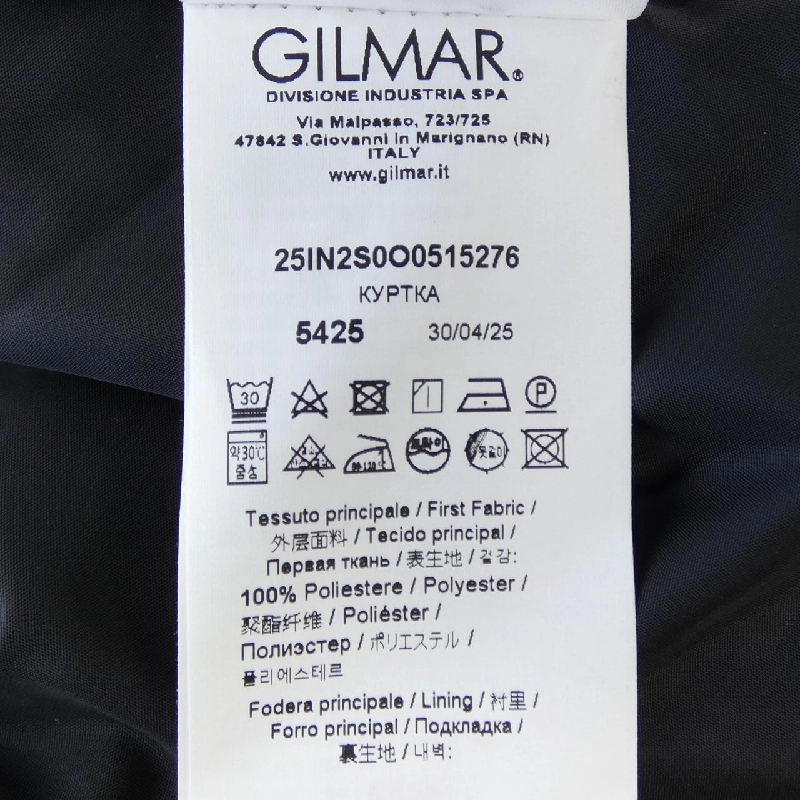 GILMAR®
DIVISIONE INDUSTRIA SPA
Via Malpasso, 723/725
47842 S.Giovanni in Marignano (RN)
ITALY
www.gilmar.it
25IN2S0O0515276
КУРТКА
5425 30/04/25
30 P
약30℃ 중성 드라이
Tessuto principale / First Fabric /
外层面料 / Tecido principal /
Первая ткань / 表生地 / 겉감:
100% Poliestere / Polyester /
聚酯纤维 / Poliéster /
Полиэстер / ポリエステル /
폴리에스테르
Fodera principale / Lining / 衬里 /
Forro principal / Подкладка /
裏生地 / 내벽: